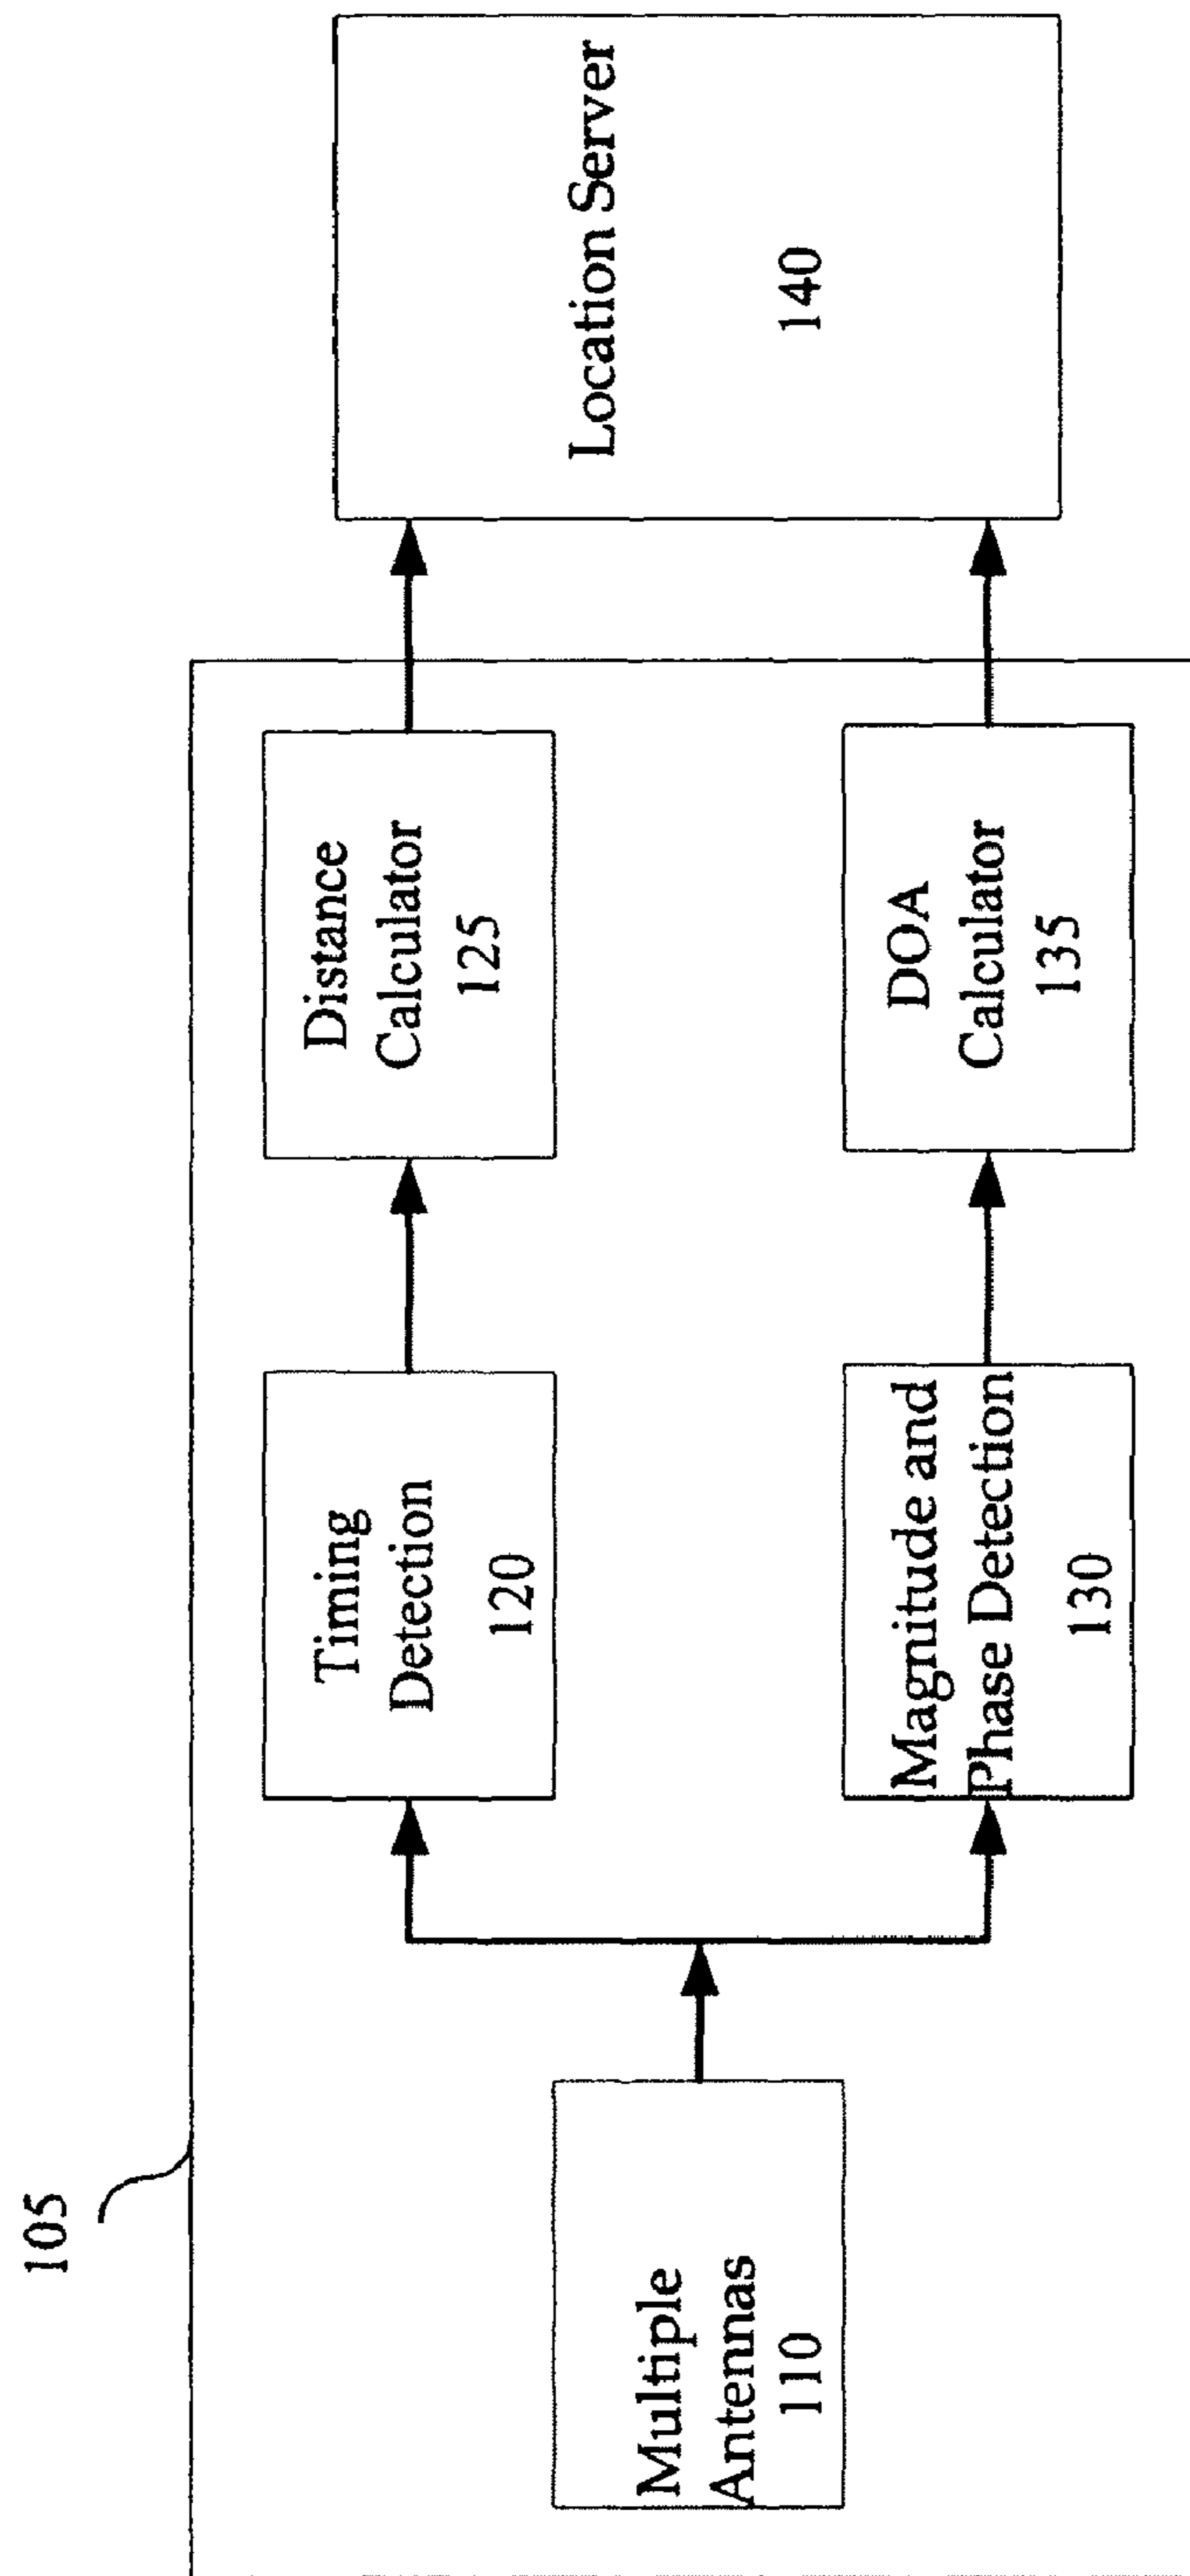 105
Multiple
Antennas
110
Timing
Detection
120
Distance
Calculator
125
Magnitude and
Phase Detection
130
DOA
Calculator
135
Location Server
140